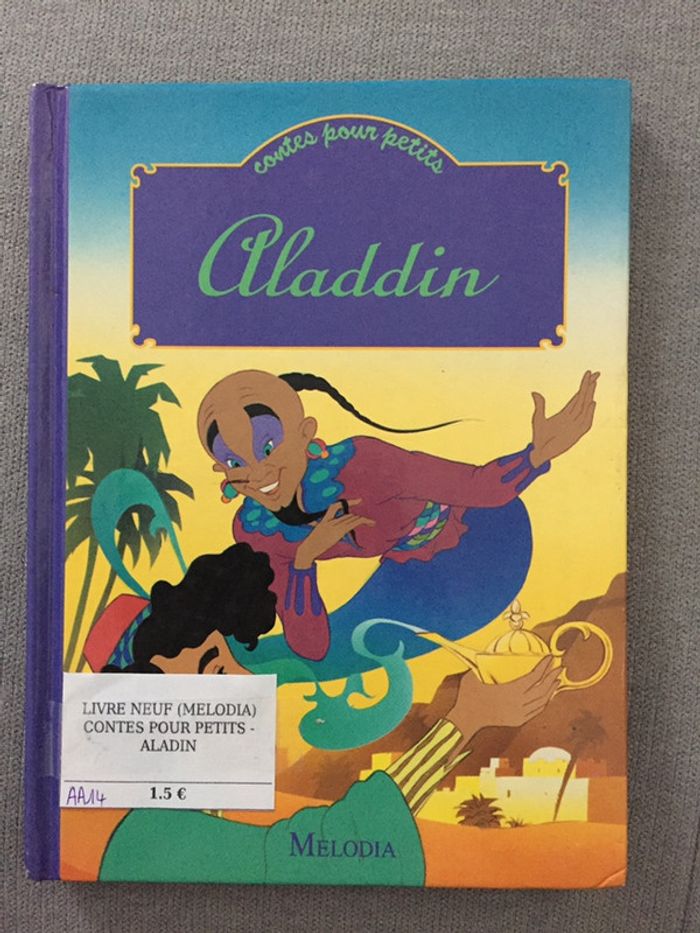 contes pour petits
Aladdin
LIVRE NEUF (MELODIA)
CONTES POUR PETITS -
ALADIN
AA14 1.5 €
MELODIA